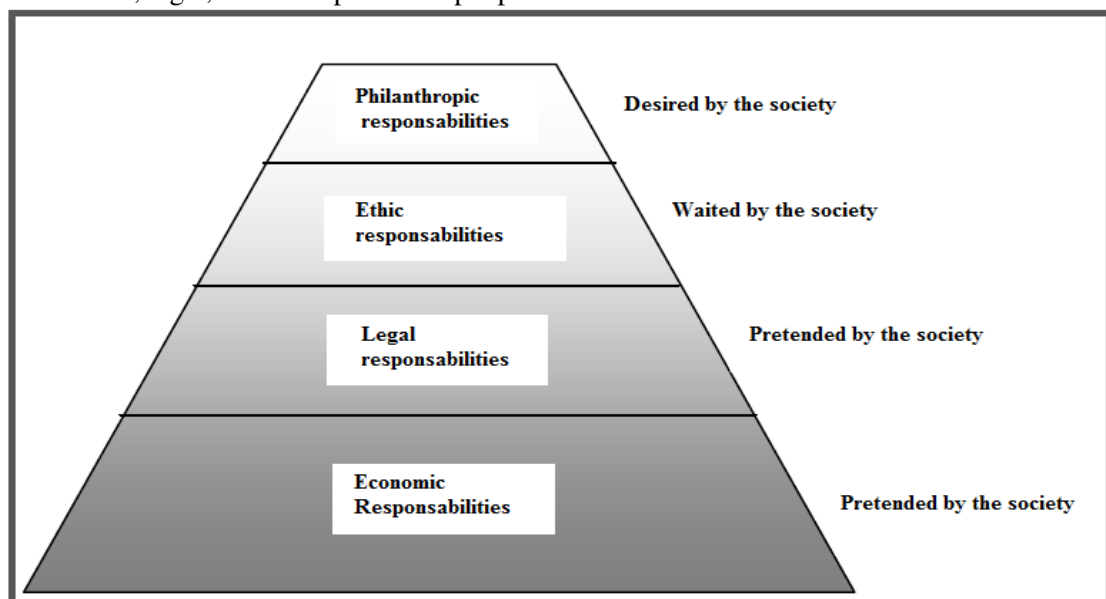 Philanthropic
responsabilities
Desired by the society
Ethic
responsabilities
Waited by the society
Legal
responsabilities
Pretended by the society
Economic
Responsabilities
Pretended by the society